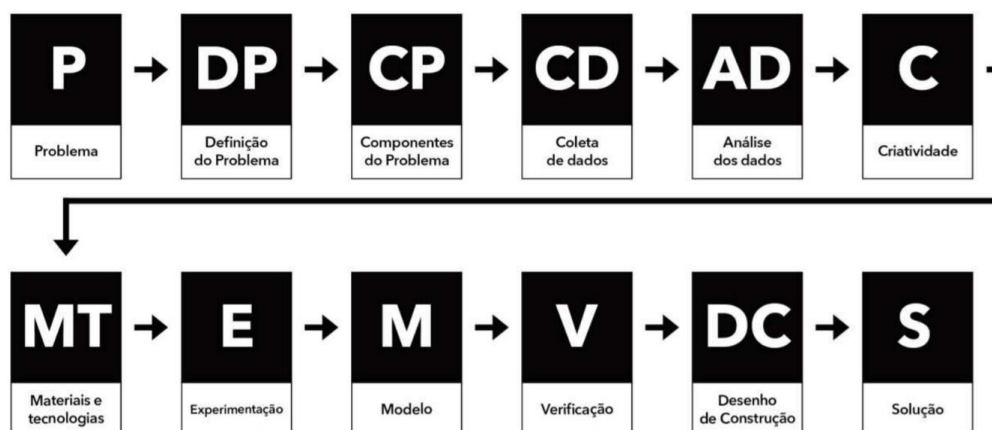 P
Problema
DP
Definição
do Problema
CP
Componentes
do Problema
CD
Coleta
de dados
AD
Análise
dos dados
C
Criatividade
MT
Materiais e
tecnologias
E
Experimentação
M
Modelo
V
Verificação
DC
Desenho
de Construção
S
Solução